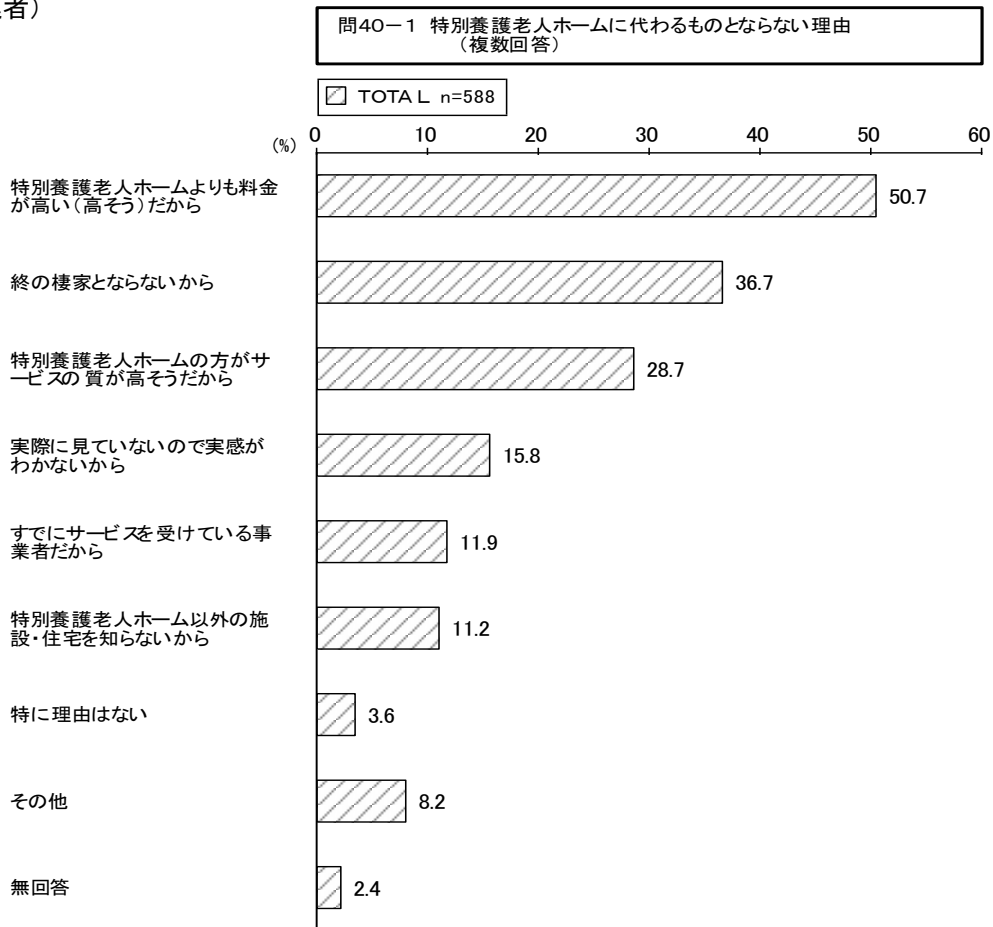 者）
問40－1 特別養護老人ホームに代わるものとならない理由
（複数回答）
TOTAL n=588
(%)
0 10 20 30 40 50 60
特別養護老人ホームよりも料金
が高い（高そう）だから
50.7
終の棲家とならないから
36.7
特別養護老人ホームの方がサ
ービスの質が高そうだから
28.7
実際に見ていないので実感が
わかないから
15.8
すでにサービスを受けている事
業者だから
11.9
特別養護老人ホーム以外の施
設・住宅を知らないから
11.2
特に理由はない
3.6
その他
8.2
無回答
2.4